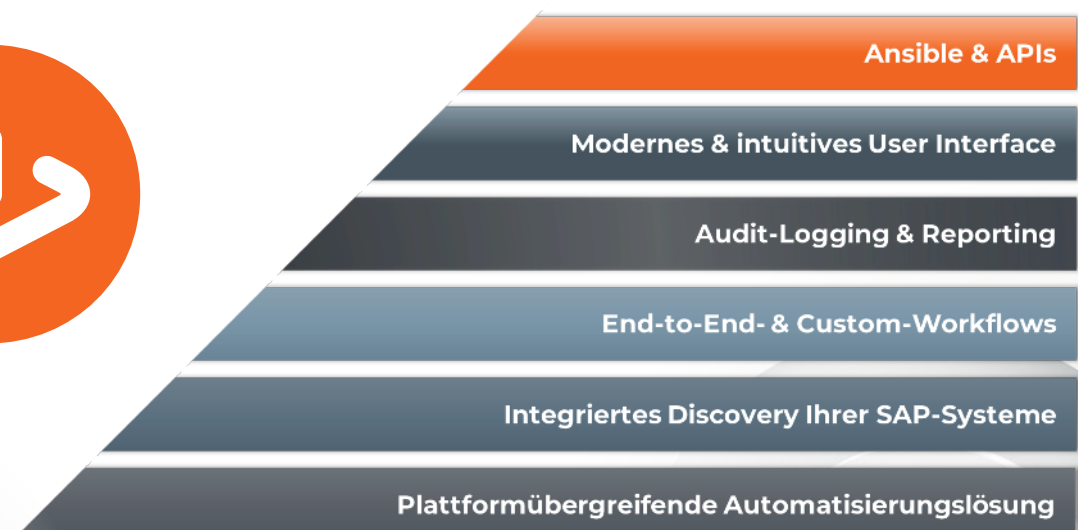 Ansible & APIs
Modernes & intuitives User Interface
Audit-Logging & Reporting
End-to-End- & Custom-Workflows
Integriertes Discovery Ihrer SAP-Systeme
Plattformübergreifende Automatisierungslösung